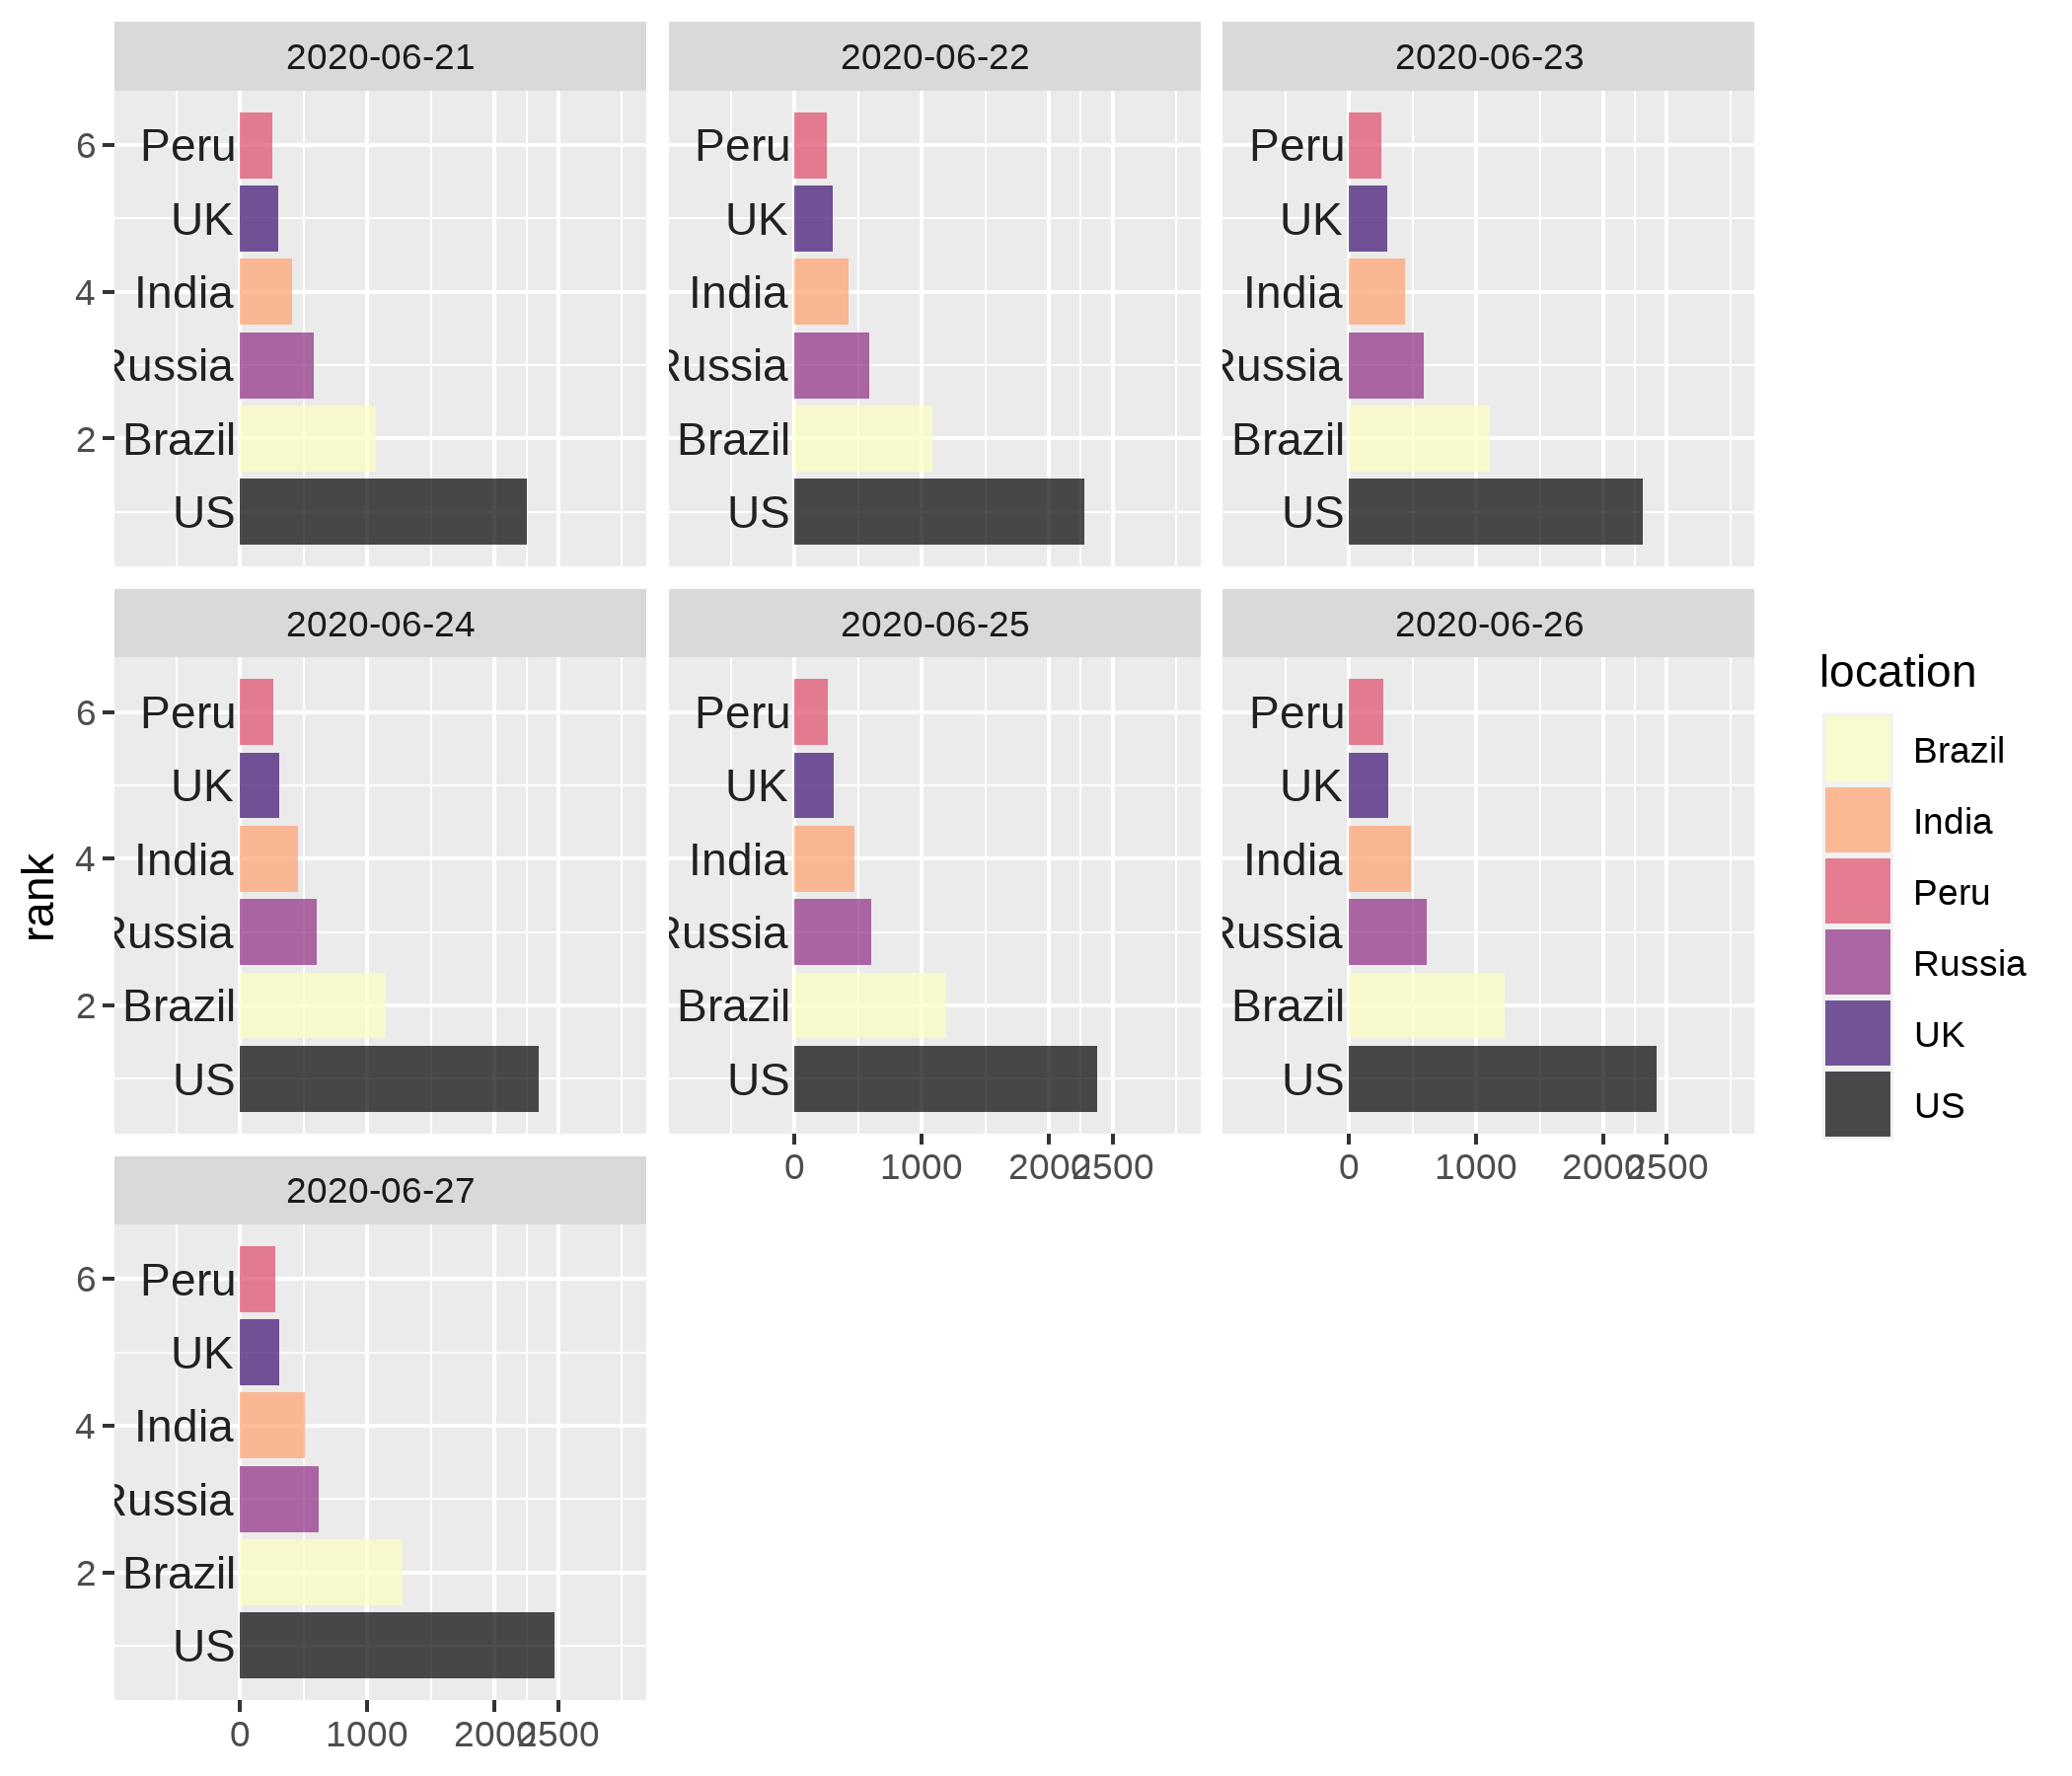 2020-06-21
2020-06-22
2020-06-23
6
Peru
Peru
Peru
UK
UK
UK
4
India
India
India
Russia
Russia
Russia
2
Brazil
Brazil
Brazil
US
US
US
2020-06-24
2020-06-25
2020-06-26
6
Peru
Peru
Peru
UK
UK
UK
4
India
India
India
Russia
Russia
Russia
2
Brazil
Brazil
Brazil
US
US
US
0 1000 2000 2500
0 1000 2000 2500
2020-06-27
6
Peru
UK
4
India
Russia
2
Brazil
US
0 1000 2000 2500
rank
location
Brazil
India
Peru
Russia
UK
US